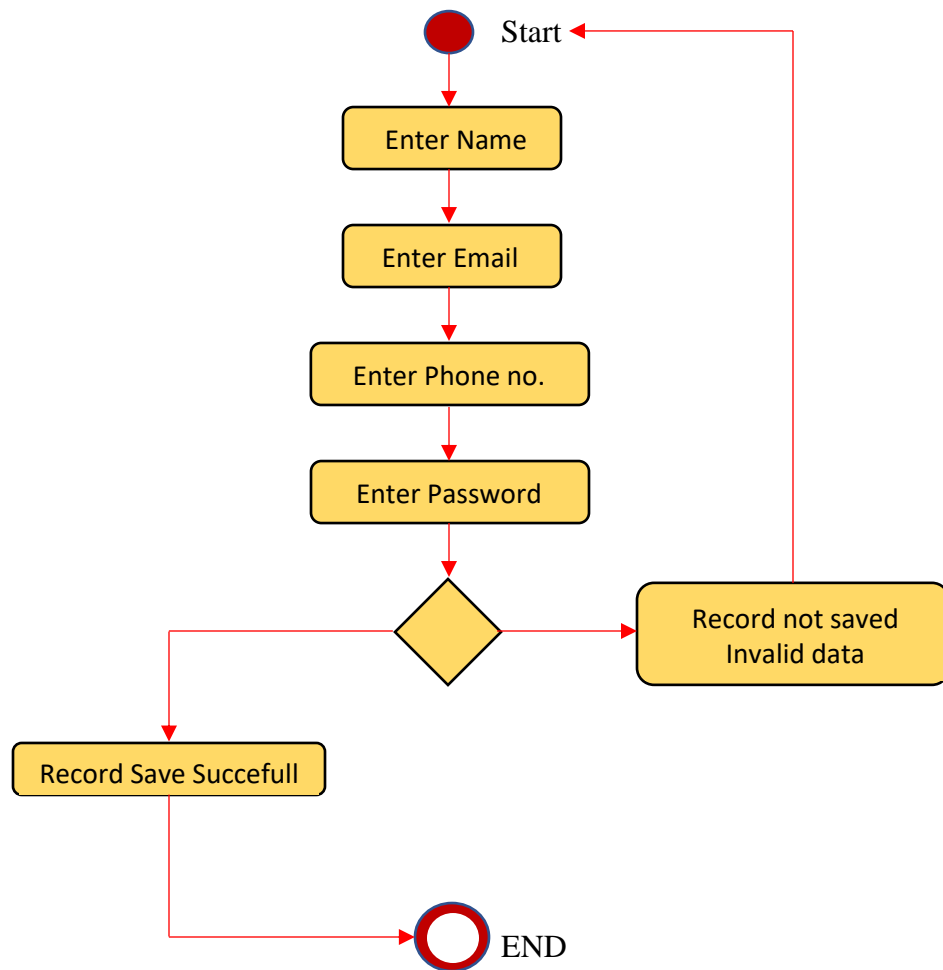 Start
Enter Name
Enter Email
Enter Phone no.
Enter Password
Record not saved
Invalid data
Record Save Succefull
END